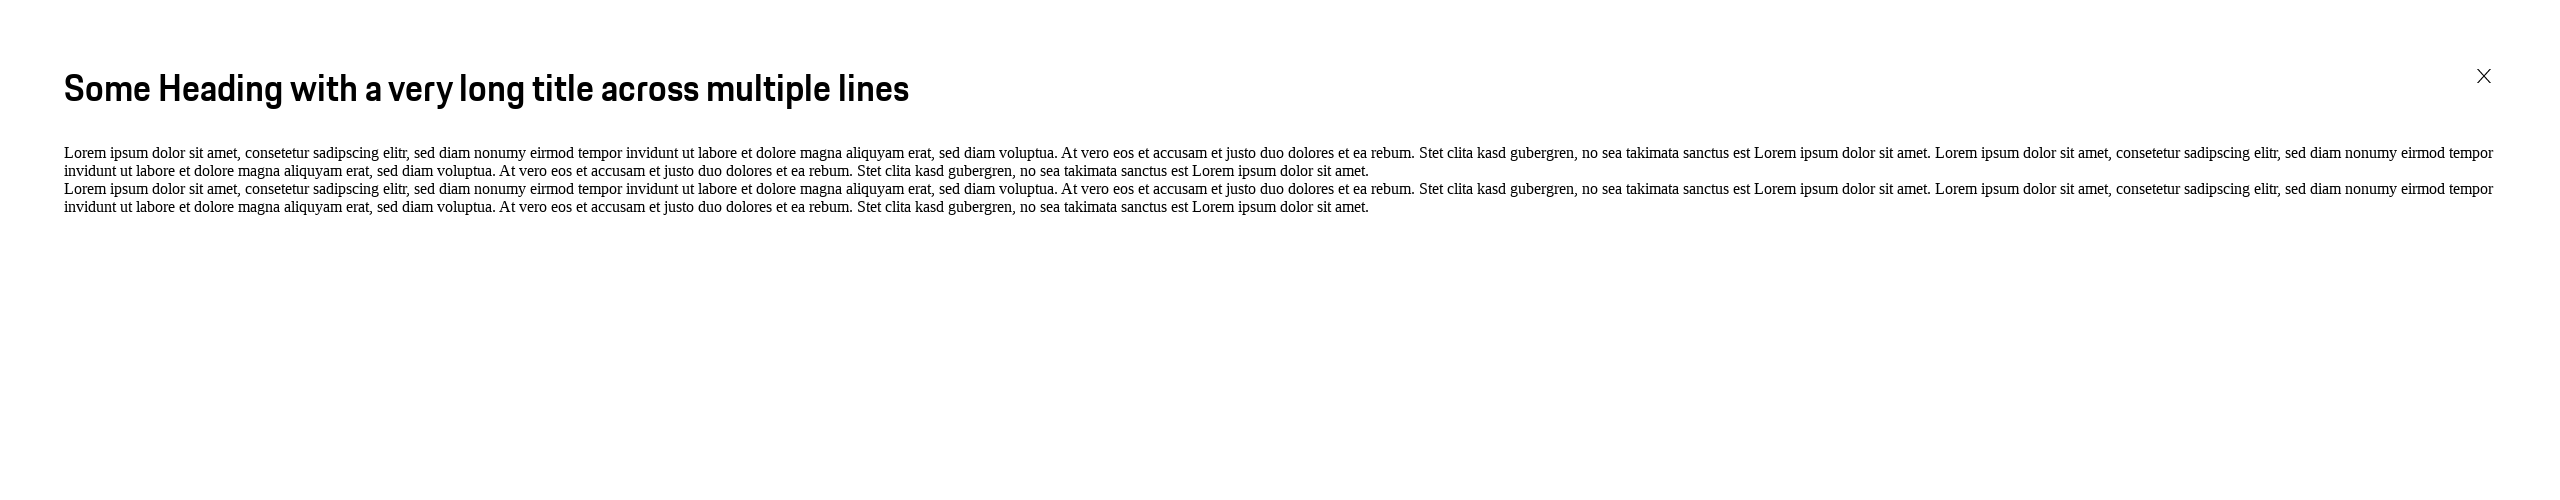 Some Heading with a very long title across multiple lines
Lorem ipsum dolor sit amet, consetetur sadipscing elitr, sed diam nonumy eirmod tempor invidunt ut labore et dolore magna aliquyam erat, sed diam voluptua. At vero eos et accusam et justo duo dolores et ea rebum. Stet clita kasd gubergren, no sea takimata sanctus est Lorem ipsum dolor sit amet. Lorem ipsum dolor sit amet, consetetur sadipscing elitr, sed diam nonumy eirmod tempor
invidunt ut labore et dolore magna aliquyam erat, sed diam voluptua. At vero eos et accusam et justo duo dolores et ea rebum. Stet clita kasd gubergren, no sea takimata sanctus est Lorem ipsum dolor sit amet.
Lorem ipsum dolor sit amet, consetetur sadipscing elitr, sed diam nonumy eirmod tempor invidunt ut labore et dolore magna aliquyam erat, sed diam voluptua. At vero eos et accusam et justo duo dolores et ea rebum. Stet clita kasd gubergren, no sea takimata sanctus est Lorem ipsum dolor sit amet. Lorem ipsum dolor sit amet, consetetur sadipscing elitr, sed diam nonumy eirmod tempor
invidunt ut labore et dolore magna aliquyam erat, sed diam voluptua. At vero eos et accusam et justo duo dolores et ea rebum. Stet clita kasd gubergren, no sea takimata sanctus est Lorem ipsum dolor sit amet.